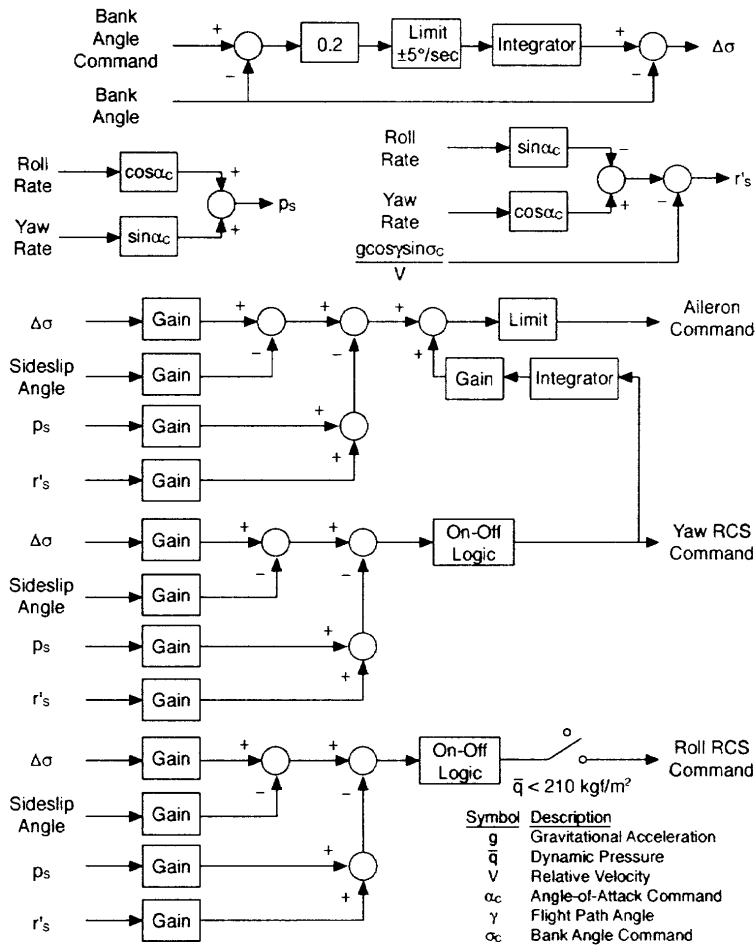 Bank
Angle
Command
+
−
0.2
Limit
±5°/sec
Integrator
+
−
Δσ
Bank
Angle
Roll
Rate
cosα_C
+
Yaw
Rate
sinα_C
+
p_S
Roll
Rate
sinα_C
−
Yaw
Rate
cosα_C
+
−
r'_S
gcosγsinσ_C
V
Δσ
Gain
+
+
+
Limit
Aileron
Command
Sideslip
Angle
Gain
−
−
+
Gain
Integrator
p_S
Gain
+
r'_S
Gain
+
Δσ
Gain
+
+
On-Off
Logic
Yaw RCS
Command
Sideslip
Angle
Gain
−
−
p_S
Gain
+
r'_S
Gain
+
Δσ
Gain
+
+
On-Off
Logic
q̄ < 210 kgf/m²
Roll RCS
Command
Sideslip
Angle
Gain
−
−
p_S
Gain
+
r'_S
Gain
+
Symbol Description
g Gravitational Acceleration
q̄ Dynamic Pressure
V Relative Velocity
α_C Angle-of-Attack Command
γ Flight Path Angle
σ_C Bank Angle Command